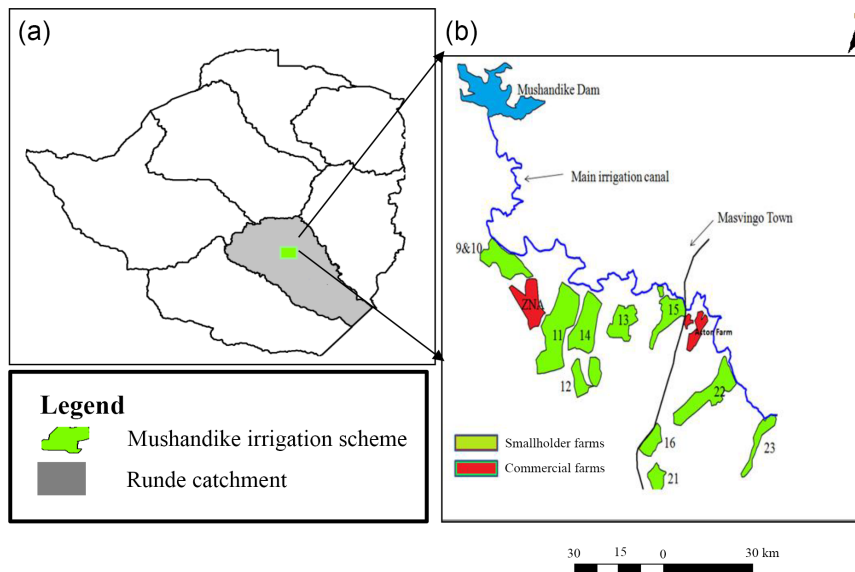 (a)
(b)
Mushandike Dam
Main irrigation canal
Masvingo Town
9&10
ZNA
11
14
13
15
Aston Farm
12
22
16
23
21
Smallholder farms
Commercial farms
Legend
Mushandike irrigation scheme
Runde catchment
30 15 0 30 km